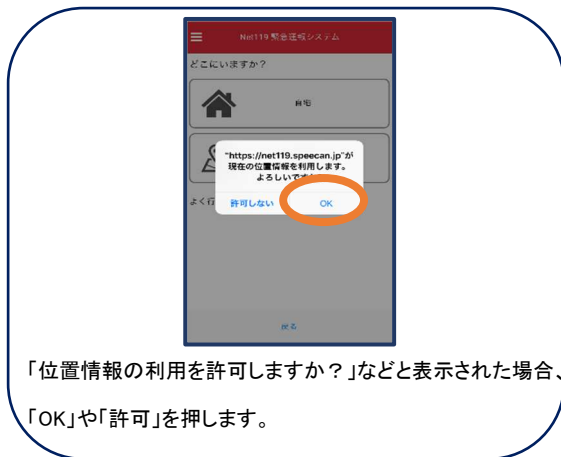 Net119 緊急通報システム
どこにいますか？
自宅
"https://net119.speecan.jp"が
現在の位置情報を利用します。
よろしいです
よく行
許可しない OK
戻る
「位置情報の利用を許可しますか？」などと表示された場合、
「OK」や「許可」を押します。